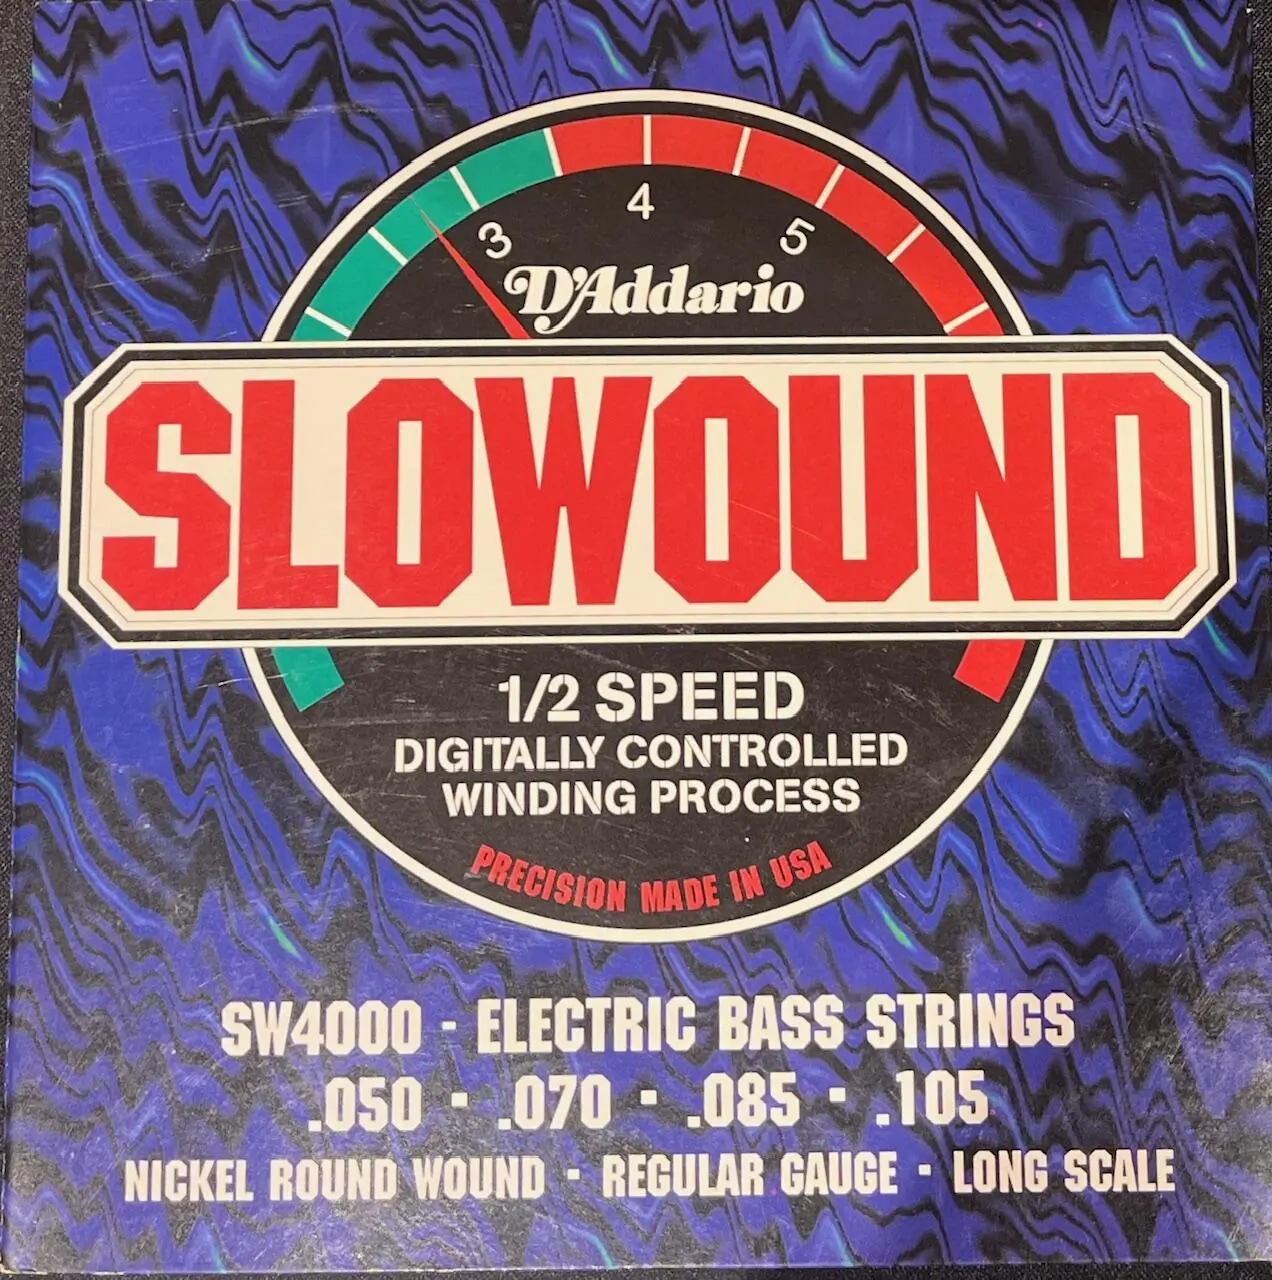 3
4
5
D'Addario
SLOWOUND
1/2 SPEED
DIGITALLY CONTROLLED
WINDING PROCESS
PRECISION MADE IN USA
SW4000 - ELECTRIC BASS STRINGS
.050 - .070 - .085 - .105
NICKEL ROUND WOUND - REGULAR GAUGE - LONG SCALE